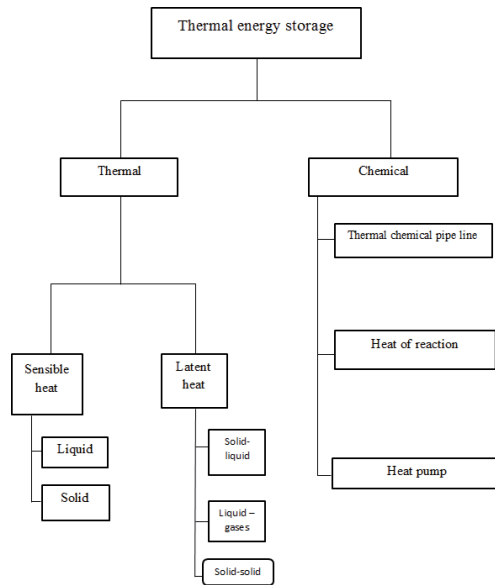 Thermal energy storage
Thermal
Chemical
Thermal chemical pipe line
Heat of reaction
Heat pump
Sensible
heat
Liquid
Solid
Latent
heat
Solid-
liquid
Liquid –
gases
Solid-solid